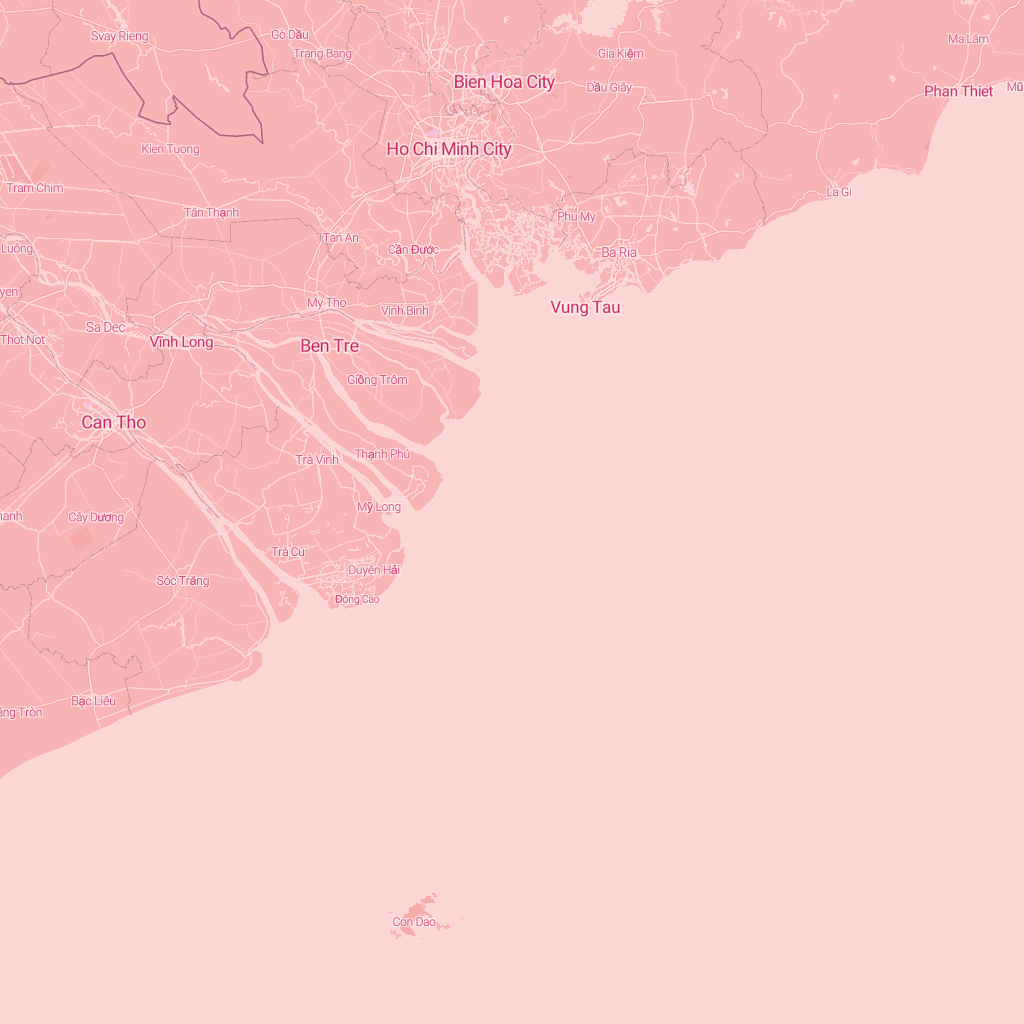 Svay Rieng
Gò Dầu
Trang Bang
Gia Kiệm
Ma Lâm
Bien Hoa City
Dầu Giây
Phan Thiet
Mũ
Kien Tuong
Ho Chi Minh City
Tram Chim
La Gi
Tân Thạnh
Phu My
Luông
Tan An
Cần Đước
Ba Ria
yen
My Tho
Vinh Binh
Vung Tau
Sa Dec
Thot Not
Vĩnh Long
Ben Tre
Giồng Trôm
Can Tho
Trà Vinh
Thạnh Phú
Mỹ Long
hanh
Cây Dương
Trà Cú
Duyên Hải
Sóc Trăng
Đông Cao
Bạc Liêu
ăng Tròn
Con Dao